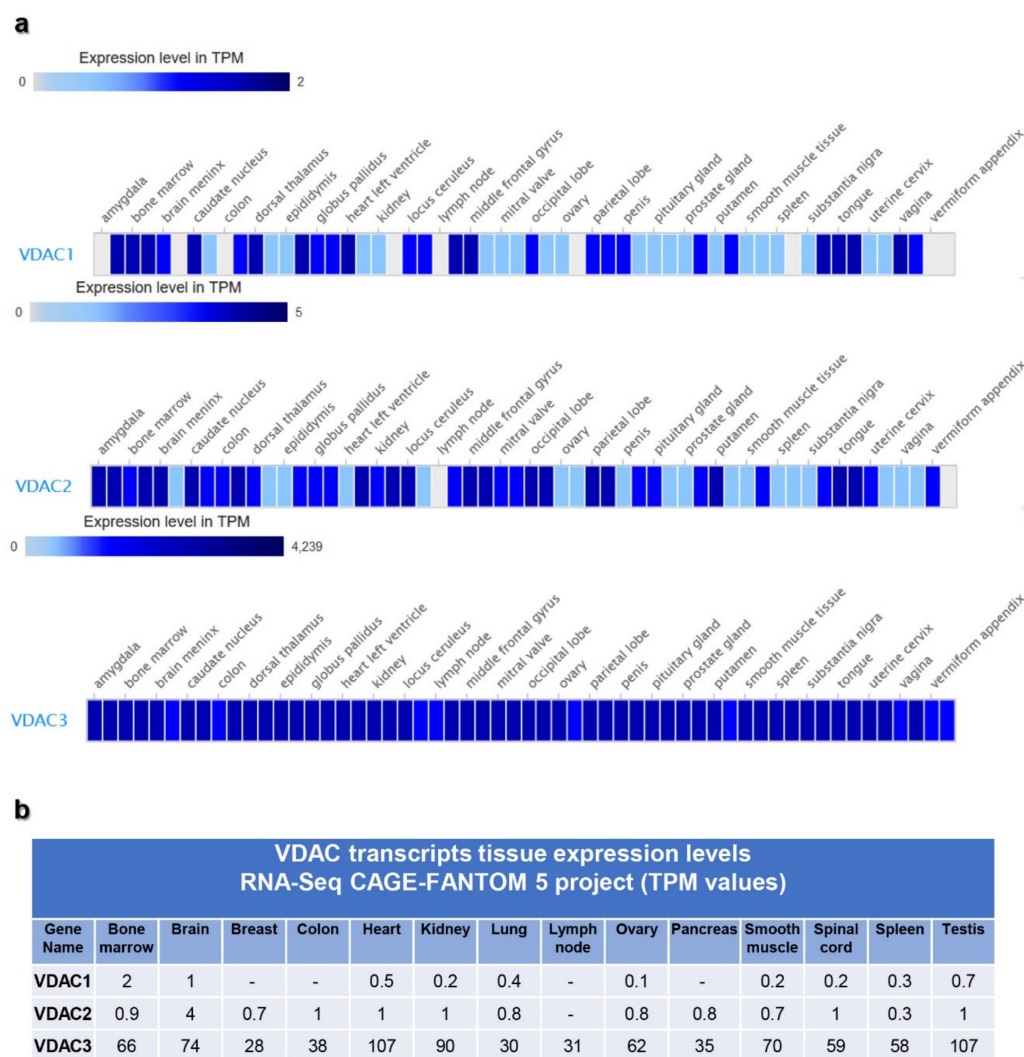 a
Expression level in TPM
0 2
amygdala bone marrow brain meninx caudate nucleus colon dorsal thalamus epididymis globus pallidus heart left ventricle kidney locus ceruleus lymph node middle frontal gyrus mitral valve occipital lobe ovary parietal lobe penis pituitary gland prostate gland putamen smooth muscle tissue spleen substantia nigra tongue uterine cervix vagina vermiform appendix
VDAC1
Expression level in TPM
0 5
amygdala bone marrow brain meninx caudate nucleus colon dorsal thalamus epididymis globus pallidus heart left ventricle kidney locus ceruleus lymph node middle frontal gyrus mitral valve occipital lobe ovary parietal lobe penis pituitary gland prostate gland putamen smooth muscle tissue spleen substantia nigra tongue uterine cervix vagina vermiform appendix
VDAC2
Expression level in TPM
0 4,239
amygdala bone marrow brain meninx caudate nucleus colon dorsal thalamus epididymis globus pallidus heart left ventricle kidney locus ceruleus lymph node middle frontal gyrus mitral valve occipital lobe ovary parietal lobe penis pituitary gland prostate gland putamen smooth muscle tissue spleen substantia nigra tongue uterine cervix vagina vermiform appendix
VDAC3
b
VDAC transcripts tissue expression levels
RNA-Seq CAGE-FANTOM 5 project (TPM values)
Gene Name Bone marrow Brain Breast Colon Heart Kidney Lung Lymph node Ovary Pancreas Smooth muscle Spinal cord Spleen Testis
VDAC1 2 1 - - 0.5 0.2 0.4 - 0.1 - 0.2 0.2 0.3 0.7
VDAC2 0.9 4 0.7 1 1 1 0.8 - 0.8 0.8 0.7 1 0.3 1
VDAC3 66 74 28 38 107 90 30 31 62 35 70 59 58 107